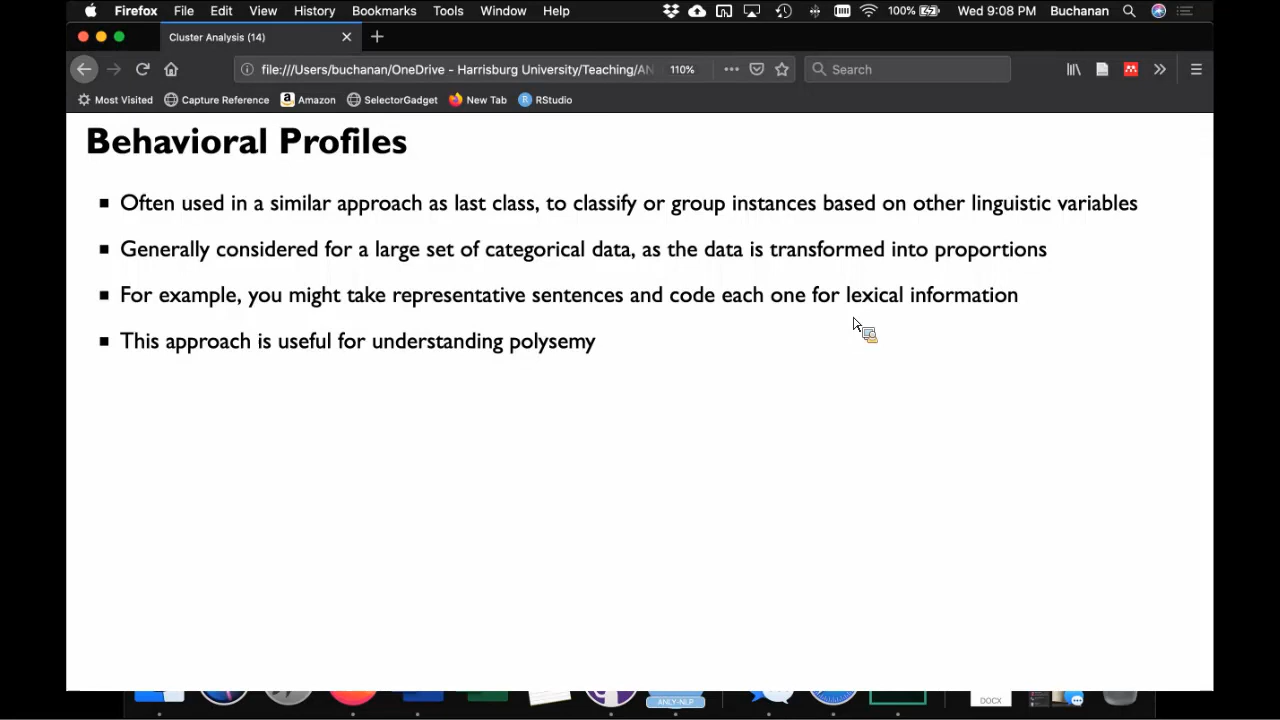 Firefox File Edit View History Bookmarks Tools Window Help 100% Wed 9:08 PM Buchanan
Cluster Analysis (14)
file:///Users/buchanan/OneDrive - Harrisburg University/Teaching/AN 110% Search
Most Visited Capture Reference Amazon SelectorGadget New Tab RStudio
Behavioral Profiles
Often used in a similar approach as last class, to classify or group instances based on other linguistic variables
Generally considered for a large set of categorical data, as the data is transformed into proportions
For example, you might take representative sentences and code each one for lexical information
This approach is useful for understanding polysemy
ANLY-NLP
DOCX